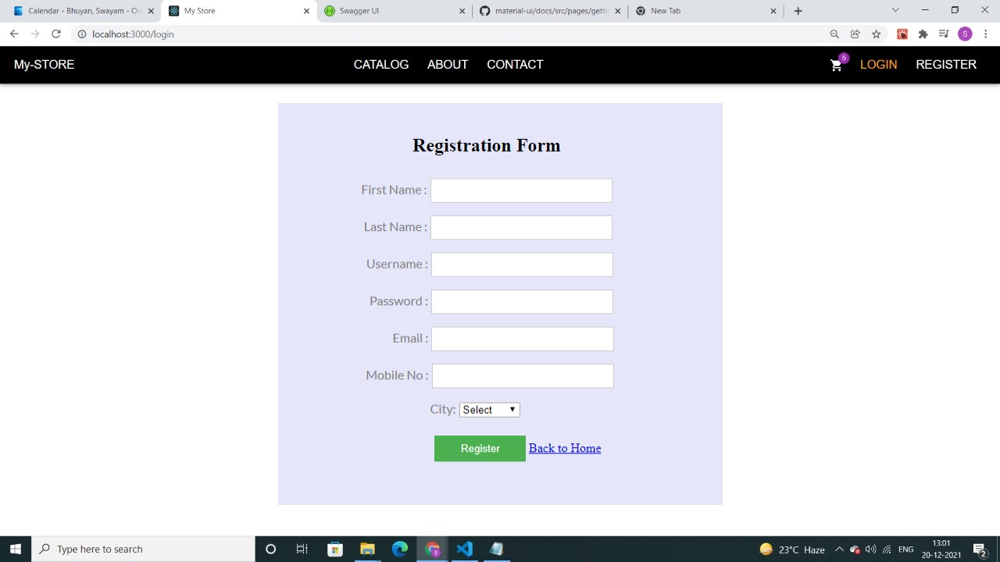 Calendar - Bhuyan, Swayam - Ou
My Store
Swagger UI
material-ui/docs/src/pages/getti
New Tab
localhost:3000/login
S
My-STORE
CATALOG ABOUT CONTACT
5
LOGIN REGISTER
Registration Form
First Name :
Last Name :
Username :
Password :
Email :
Mobile No :
City: Select
Register Back to Home
Type here to search
23°C Haze
ENG
13:01
20-12-2021
2